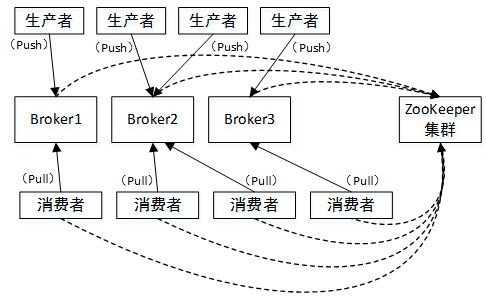 生产者
生产者
生产者
生产者
（Push）
（Push）
（Push）
（Push）
Broker1
Broker2
Broker3
ZooKeeper
集群
（Pull）
（Pull）
（Pull）
（Pull）
消费者
消费者
消费者
消费者